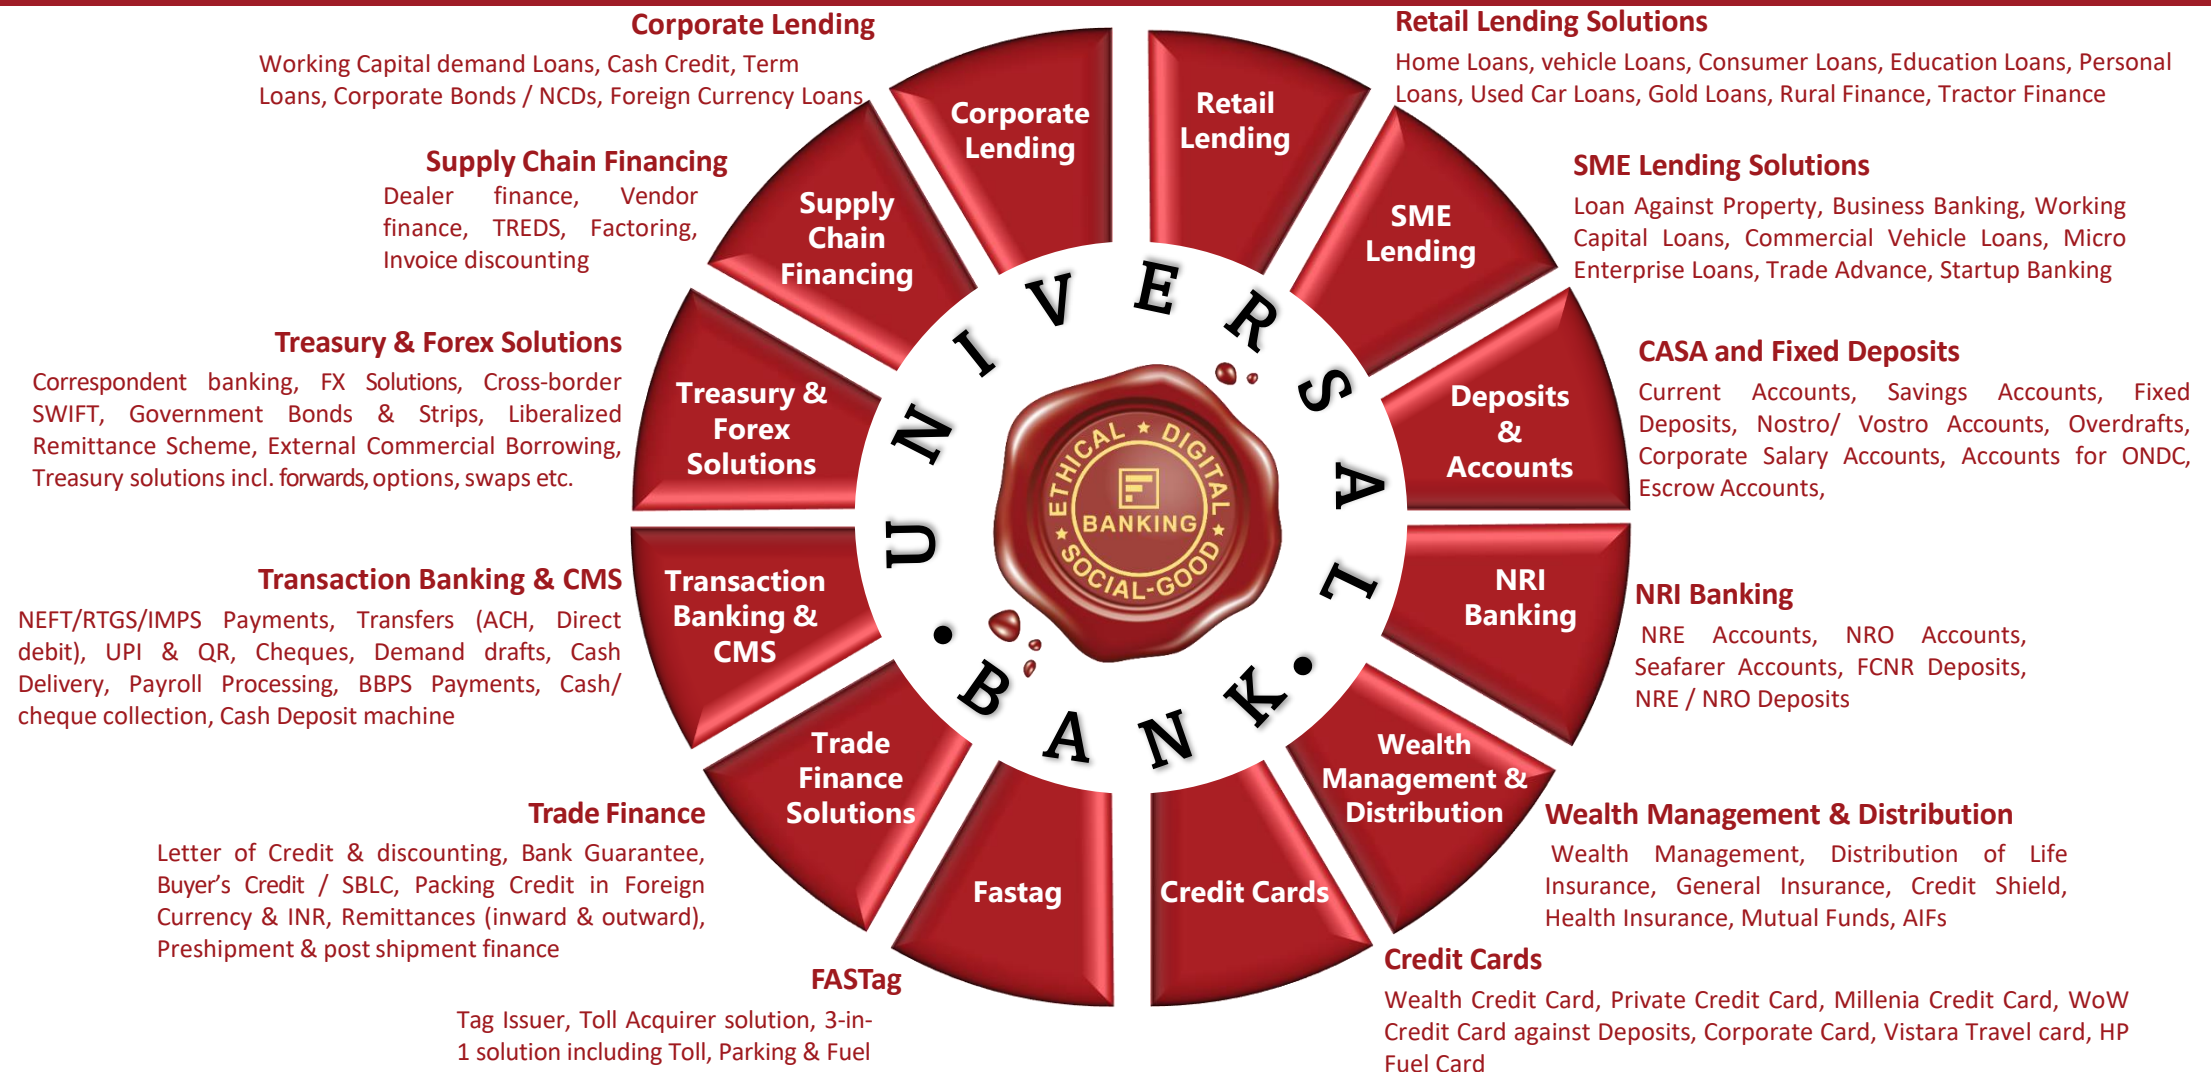 Corporate Lending
Working Capital demand Loans, Cash Credit, Term
Loans, Corporate Bonds / NCDs, Foreign Currency Loans
Supply Chain Financing
Dealer finance, Vendor
finance, TREDS, Factoring,
Invoice discounting
Treasury & Forex Solutions
Correspondent banking, FX Solutions, Cross-border
SWIFT, Government Bonds & Strips, Liberalized
Remittance Scheme, External Commercial Borrowing,
Treasury solutions incl. forwards, options, swaps etc.
Transaction Banking & CMS
NEFT/RTGS/IMPS Payments, Transfers (ACH, Direct
debit), UPI & QR, Cheques, Demand drafts, Cash
Delivery, Payroll Processing, BBPS Payments, Cash/
cheque collection, Cash Deposit machine
Trade Finance
Letter of Credit & discounting, Bank Guarantee,
Buyer's Credit / SBLC, Packing Credit in Foreign
Currency & INR, Remittances (inward & outward),
Preshipment & post shipment finance
FASTag
Tag Issuer, Toll Acquirer solution, 3-in-
1 solution including Toll, Parking & Fuel
Corporate
Lending
Retail
Lending
Supply
Chain
Financing
SME
Lending
Treasury &
Forex
Solutions
Deposits
&
Accounts
Transaction
Banking &
CMS
NRI
Banking
Trade
Finance
Solutions
Wealth
Management &
Distribution
Fastag
Credit Cards
UNIVERSAL
• BANK •
ETHICAL ★ DIGITAL
BANKING
★ SOCIAL-GOOD ★
Retail Lending Solutions
Home Loans, vehicle Loans, Consumer Loans, Education Loans, Personal
Loans, Used Car Loans, Gold Loans, Rural Finance, Tractor Finance
SME Lending Solutions
Loan Against Property, Business Banking, Working
Capital Loans, Commercial Vehicle Loans, Micro
Enterprise Loans, Trade Advance, Startup Banking
CASA and Fixed Deposits
Current Accounts, Savings Accounts, Fixed
Deposits, Nostro/ Vostro Accounts, Overdrafts,
Corporate Salary Accounts, Accounts for ONDC,
Escrow Accounts,
NRI Banking
NRE Accounts, NRO Accounts,
Seafarer Accounts, FCNR Deposits,
NRE / NRO Deposits
Wealth Management & Distribution
Wealth Management, Distribution of Life
Insurance, General Insurance, Credit Shield,
Health Insurance, Mutual Funds, AIFs
Credit Cards
Wealth Credit Card, Private Credit Card, Millenia Credit Card, WoW
Credit Card against Deposits, Corporate Card, Vistara Travel card, HP
Fuel Card